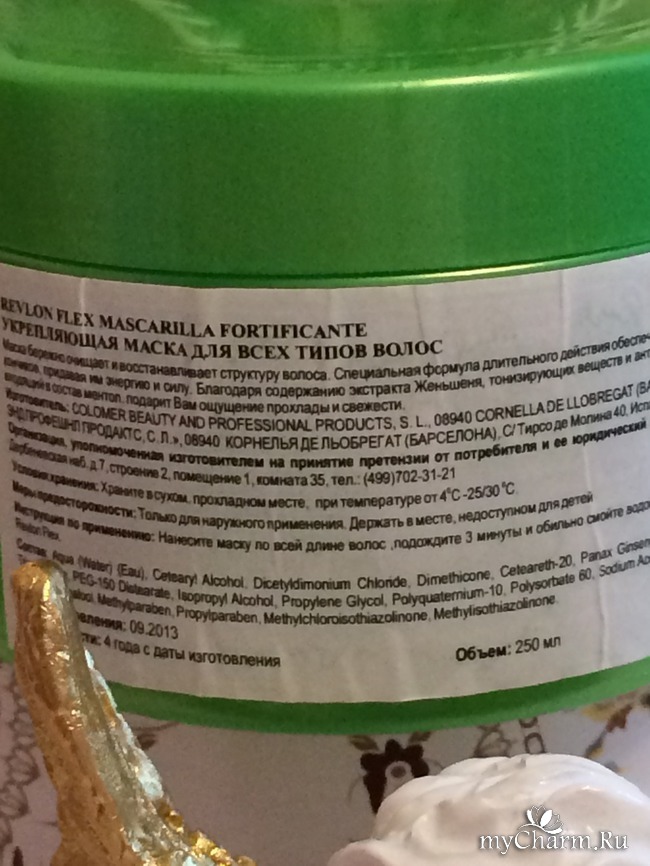 REVLON FLEX MASCARILLA FORTIFICANTE
УКРЕПЛЯЮЩАЯ МАСКА ДЛЯ ВСЕХ ТИПОВ ВОЛОС
Маска бережно очищает и восстанавливает структуру волоса. Специальная формула длительного действия
кончиков, придавая им энергию и силу. Благодаря содержанию экстракта Женьшеня, тонизирующих веществ и
входящий в состав ментол, подарит Вам ощущение прохлады и свежести.
Изготовитель: COLOMER BEAUTY AND PROFESSIONAL PRODUCTS, S. L., 08940 CORNELLA DE LLOBREGAT
ЭНД ПРОФЕШНЛ ПРОДАКТС, С. Л.», 08940 КОРНЕЛЬЯ ДЕ ЛЬОБРЕГАТ (БАРСЕЛОНА), С/ Тирсо де Молина 40,
Организация, уполномоченная изготовителем на принятие претензии от потребителя и ее юридический
Дербеневская наб, д.7, строение 2, помещение 1, комната 35, тел.: (499)702-31-21
Условия хранения: Храните в сухом, прохладном месте, при температуре от 4°C -25/30 °C
Меры предосторожности: Только для наружного применения. Держать в месте, недоступном для детей
Инструкция по применению: Нанесите маску по всей длине волос ,подождите 3 минуты и обильно смойте
Revlon Flex.
Состав: Aqua (Water) (Eau), Cetearyl Alcohol, Dicetyldimonium Chloride, Dimethicone, Ceteareth-20, Panax
PEG-150 Distearate, Isopropyl Alcohol, Propylene Glycol, Polyquaternium-10, Polysorbate 60, Sodium
Methylparaben, Propylparaben, Methylchloroisothiazolinone, Methylisothiazolinone.
09.2013
4 года с даты изготовления
Объем: 250 мл
myCharm.Ru